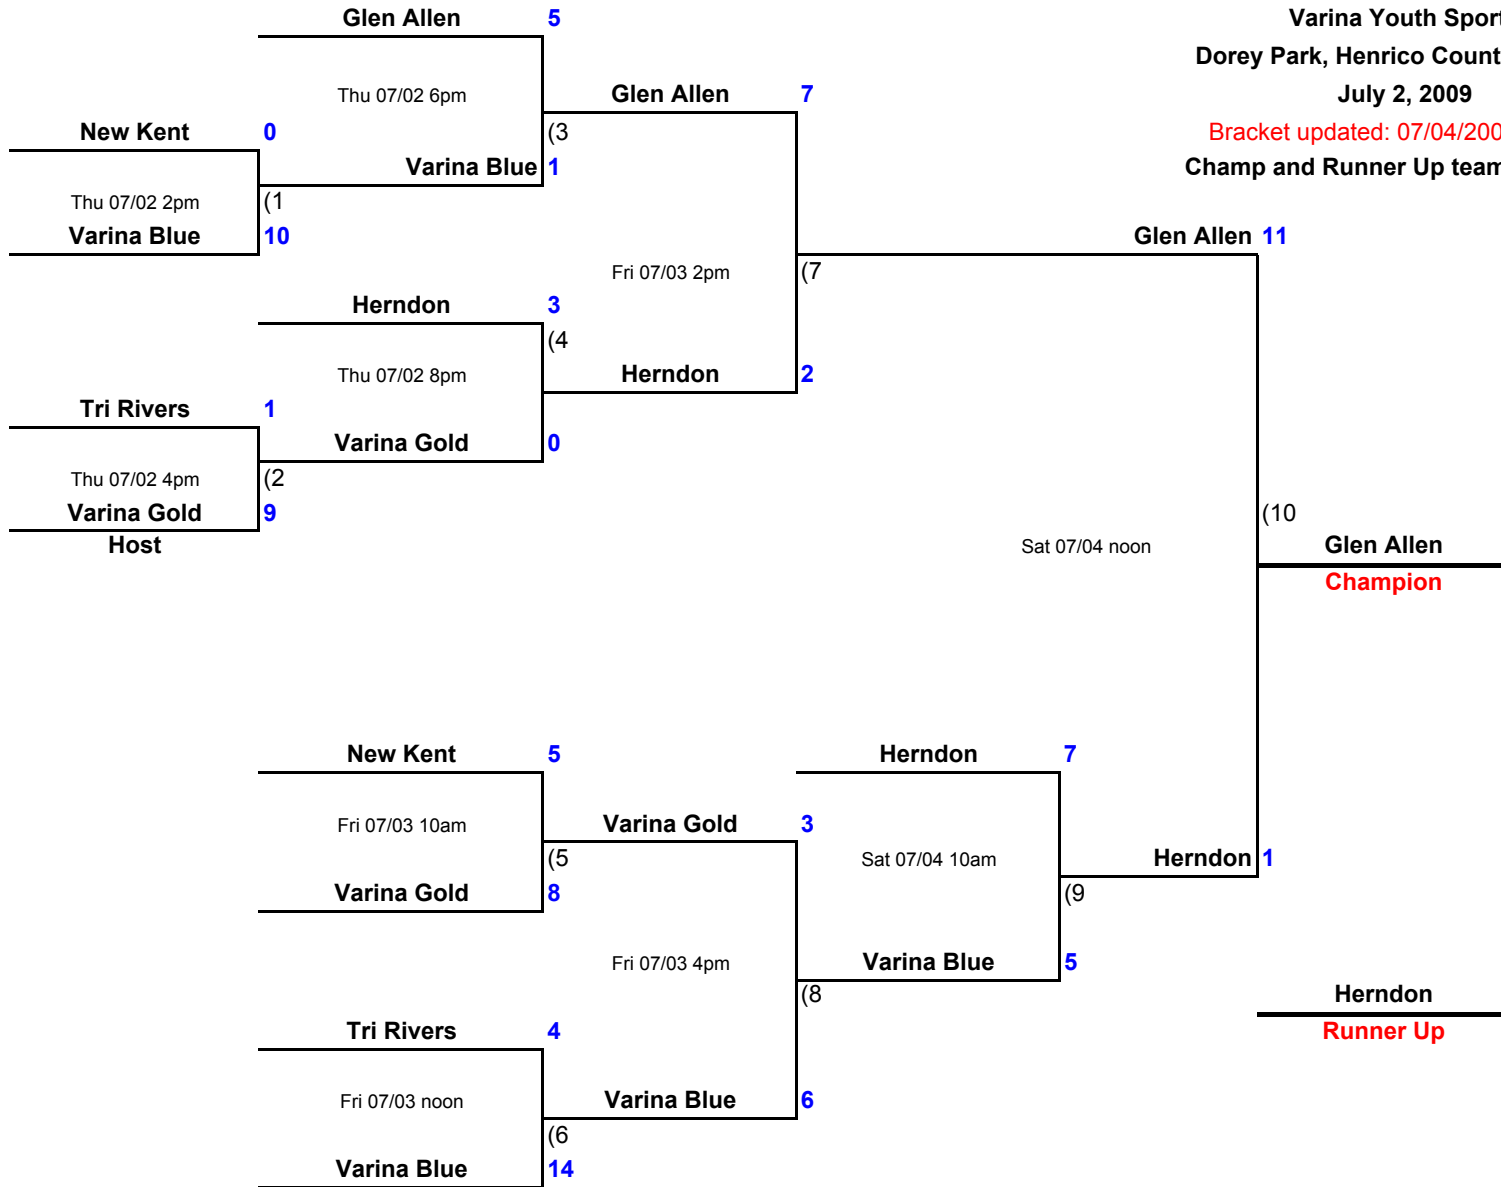 Glen Allen 5
Varina Youth Sport
Dorey Park, Henrico Count
Thu 07/02 6pm
Glen Allen 7
July 2, 2009
New Kent 0
(3
Bracket updated: 07/04/200
Varina Blue 1
Champ and Runner Up team
Thu 07/02 2pm
(1
Varina Blue 10
Glen Allen 11
Fri 07/03 2pm
(7
Herndon 3
(4
Thu 07/02 8pm
Herndon 2
Tri Rivers 1
Varina Gold 0
Thu 07/02 4pm
(2
Varina Gold 9
(10
Host
Sat 07/04 noon
Glen Allen
Champion
New Kent 5
Herndon 7
Fri 07/03 10am
Varina Gold 3
(5
Sat 07/04 10am
Herndon 1
Varina Gold 8
(9
Fri 07/03 4pm
Varina Blue 5
(8
Herndon
Tri Rivers 4
Runner Up
Fri 07/03 noon
Varina Blue 6
(6
Varina Blue 14